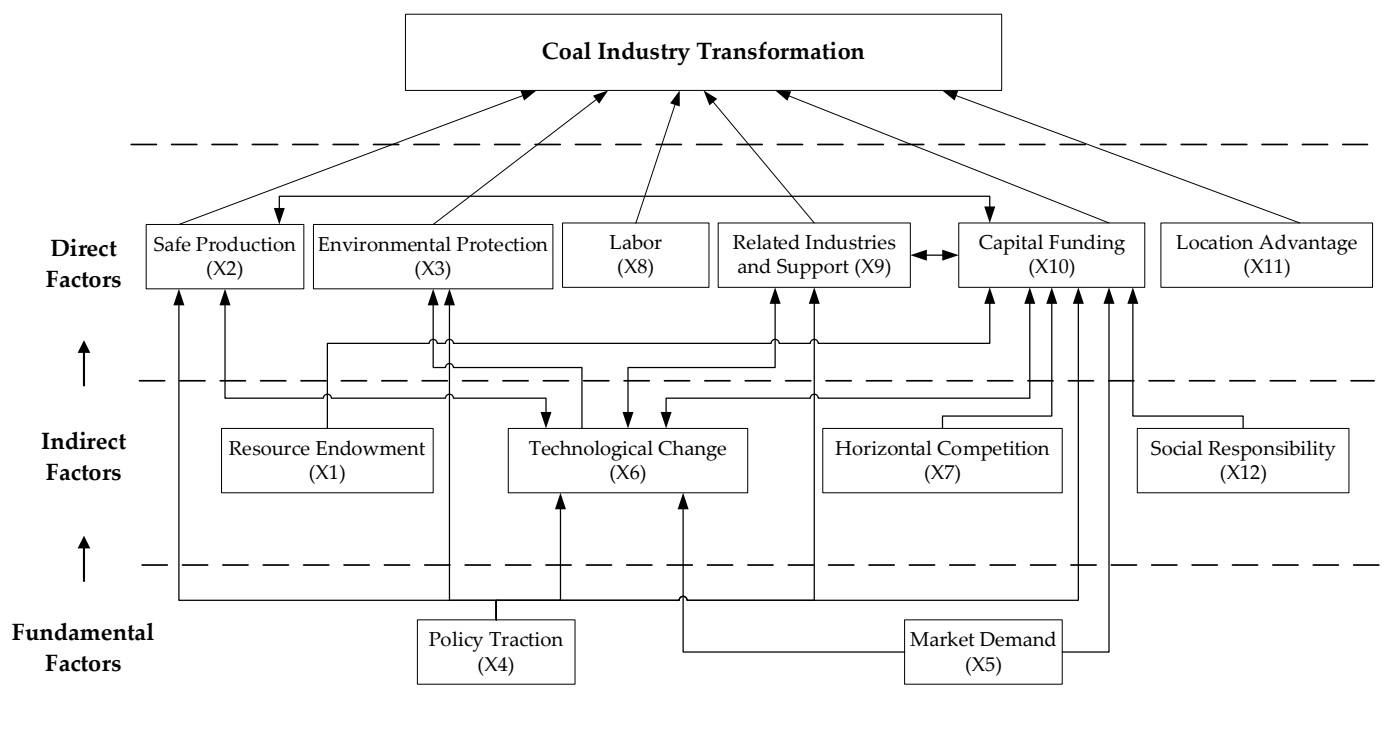 Coal Industry Transformation
Direct
Factors
Safe Production
(X2)
Environmental Protection
(X3)
Labor
(X8)
Related Industries
and Support (X9)
Capital Funding
(X10)
Location Advantage
(X11)
Indirect
Factors
Resource Endowment
(X1)
Technological Change
(X6)
Horizontal Competition
(X7)
Social Responsibility
(X12)
Fundamental
Factors
Policy Traction
(X4)
Market Demand
(X5)